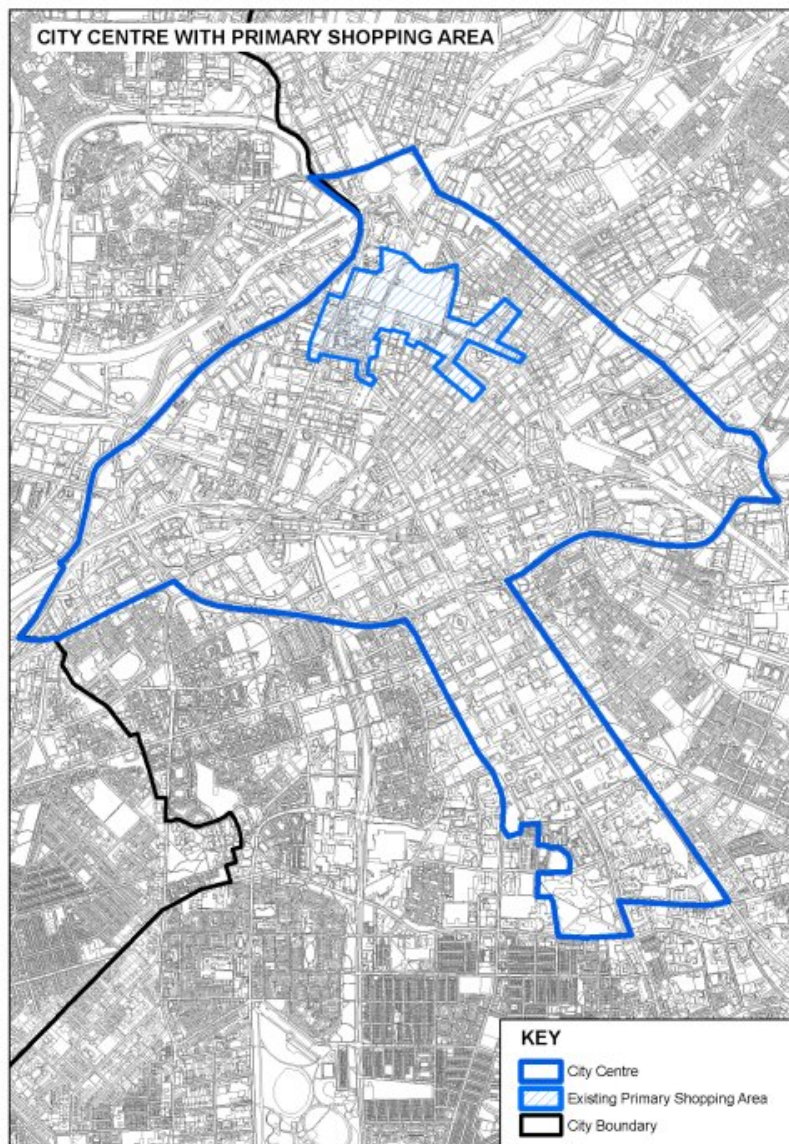 CITY CENTRE WITH PRIMARY SHOPPING AREA
KEY
City Centre
Existing Primary Shopping Area
City Boundary